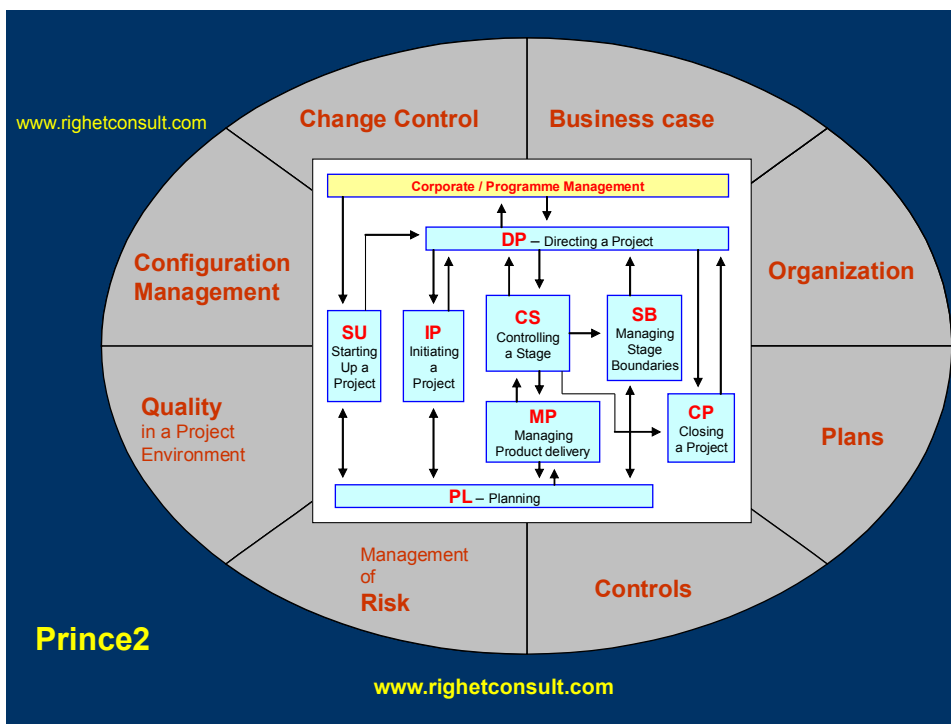 Change Control
Business case
www.righetconsult.com
Corporate / Programme Management
DP – Directing a Project
Configuration
Management
Organization
SU
Starting
Up a
Project
IP
Initiating
a
Project
CS
Controlling
a Stage
SB
Managing
Stage
Boundaries
MP
Managing
Product delivery
CP
Closing
a Project
Quality
in a Project
Environment
Plans
PL – Planning
Management
of
Risk
Controls
Prince2
www.righetconsult.com